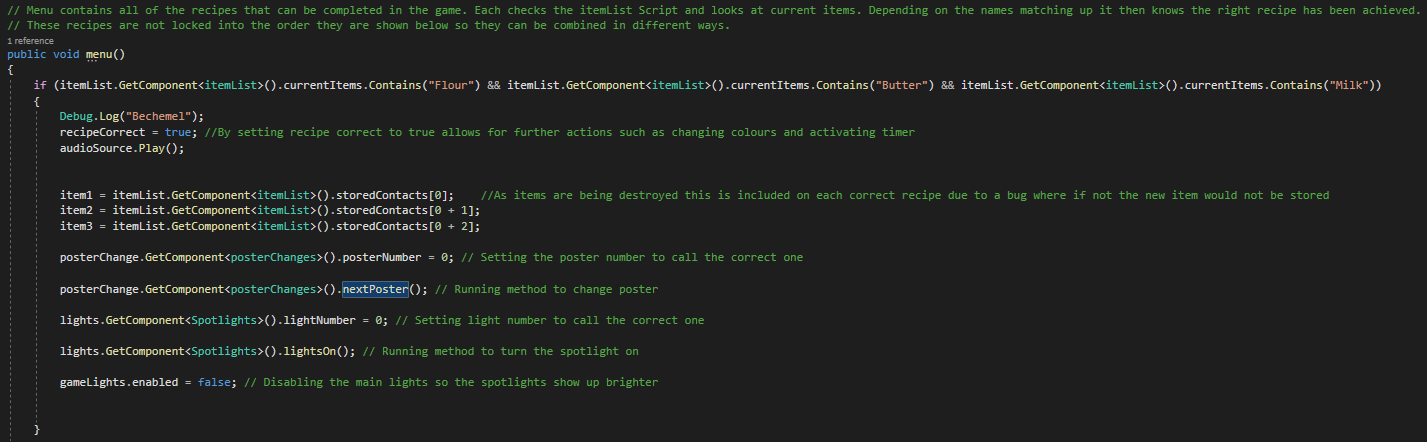 // Menu contains all of the recipes that can be completed in the game. Each checks the itemList Script and looks at current items. Depending on the names matching up it then knows the right recipe has been achieved.
// These recipes are not locked into the order they are shown below so they can be combined in different ways.
1 reference
public void menu()
{
if (itemList.GetComponent<itemList>().currentItems.Contains("Flour") && itemList.GetComponent<itemList>().currentItems.Contains("Butter") && itemList.GetComponent<itemList>().currentItems.Contains("Milk"))
{
Debug.Log("Bechemel");
recipeCorrect = true; //By setting recipe correct to true allows for further actions such as changing colours and activating timer
audioSource.Play();
item1 = itemList.GetComponent<itemList>().storedContacts[0]; //As items are being destroyed this is included on each correct recipe due to a bug where if not the new item would not be stored
item2 = itemList.GetComponent<itemList>().storedContacts[0 + 1];
item3 = itemList.GetComponent<itemList>().storedContacts[0 + 2];
posterChange.GetComponent<posterChanges>().posterNumber = 0; // Setting the poster number to call the correct one
posterChange.GetComponent<posterChanges>().nextPoster(); // Running method to change poster
lights.GetComponent<Spotlights>().lightNumber = 0; // Setting light number to call the correct one
lights.GetComponent<Spotlights>().lightsOn(); // Running method to turn the spotlight on
gameLights.enabled = false; // Disabling the main lights so the spotlights show up brighter
}